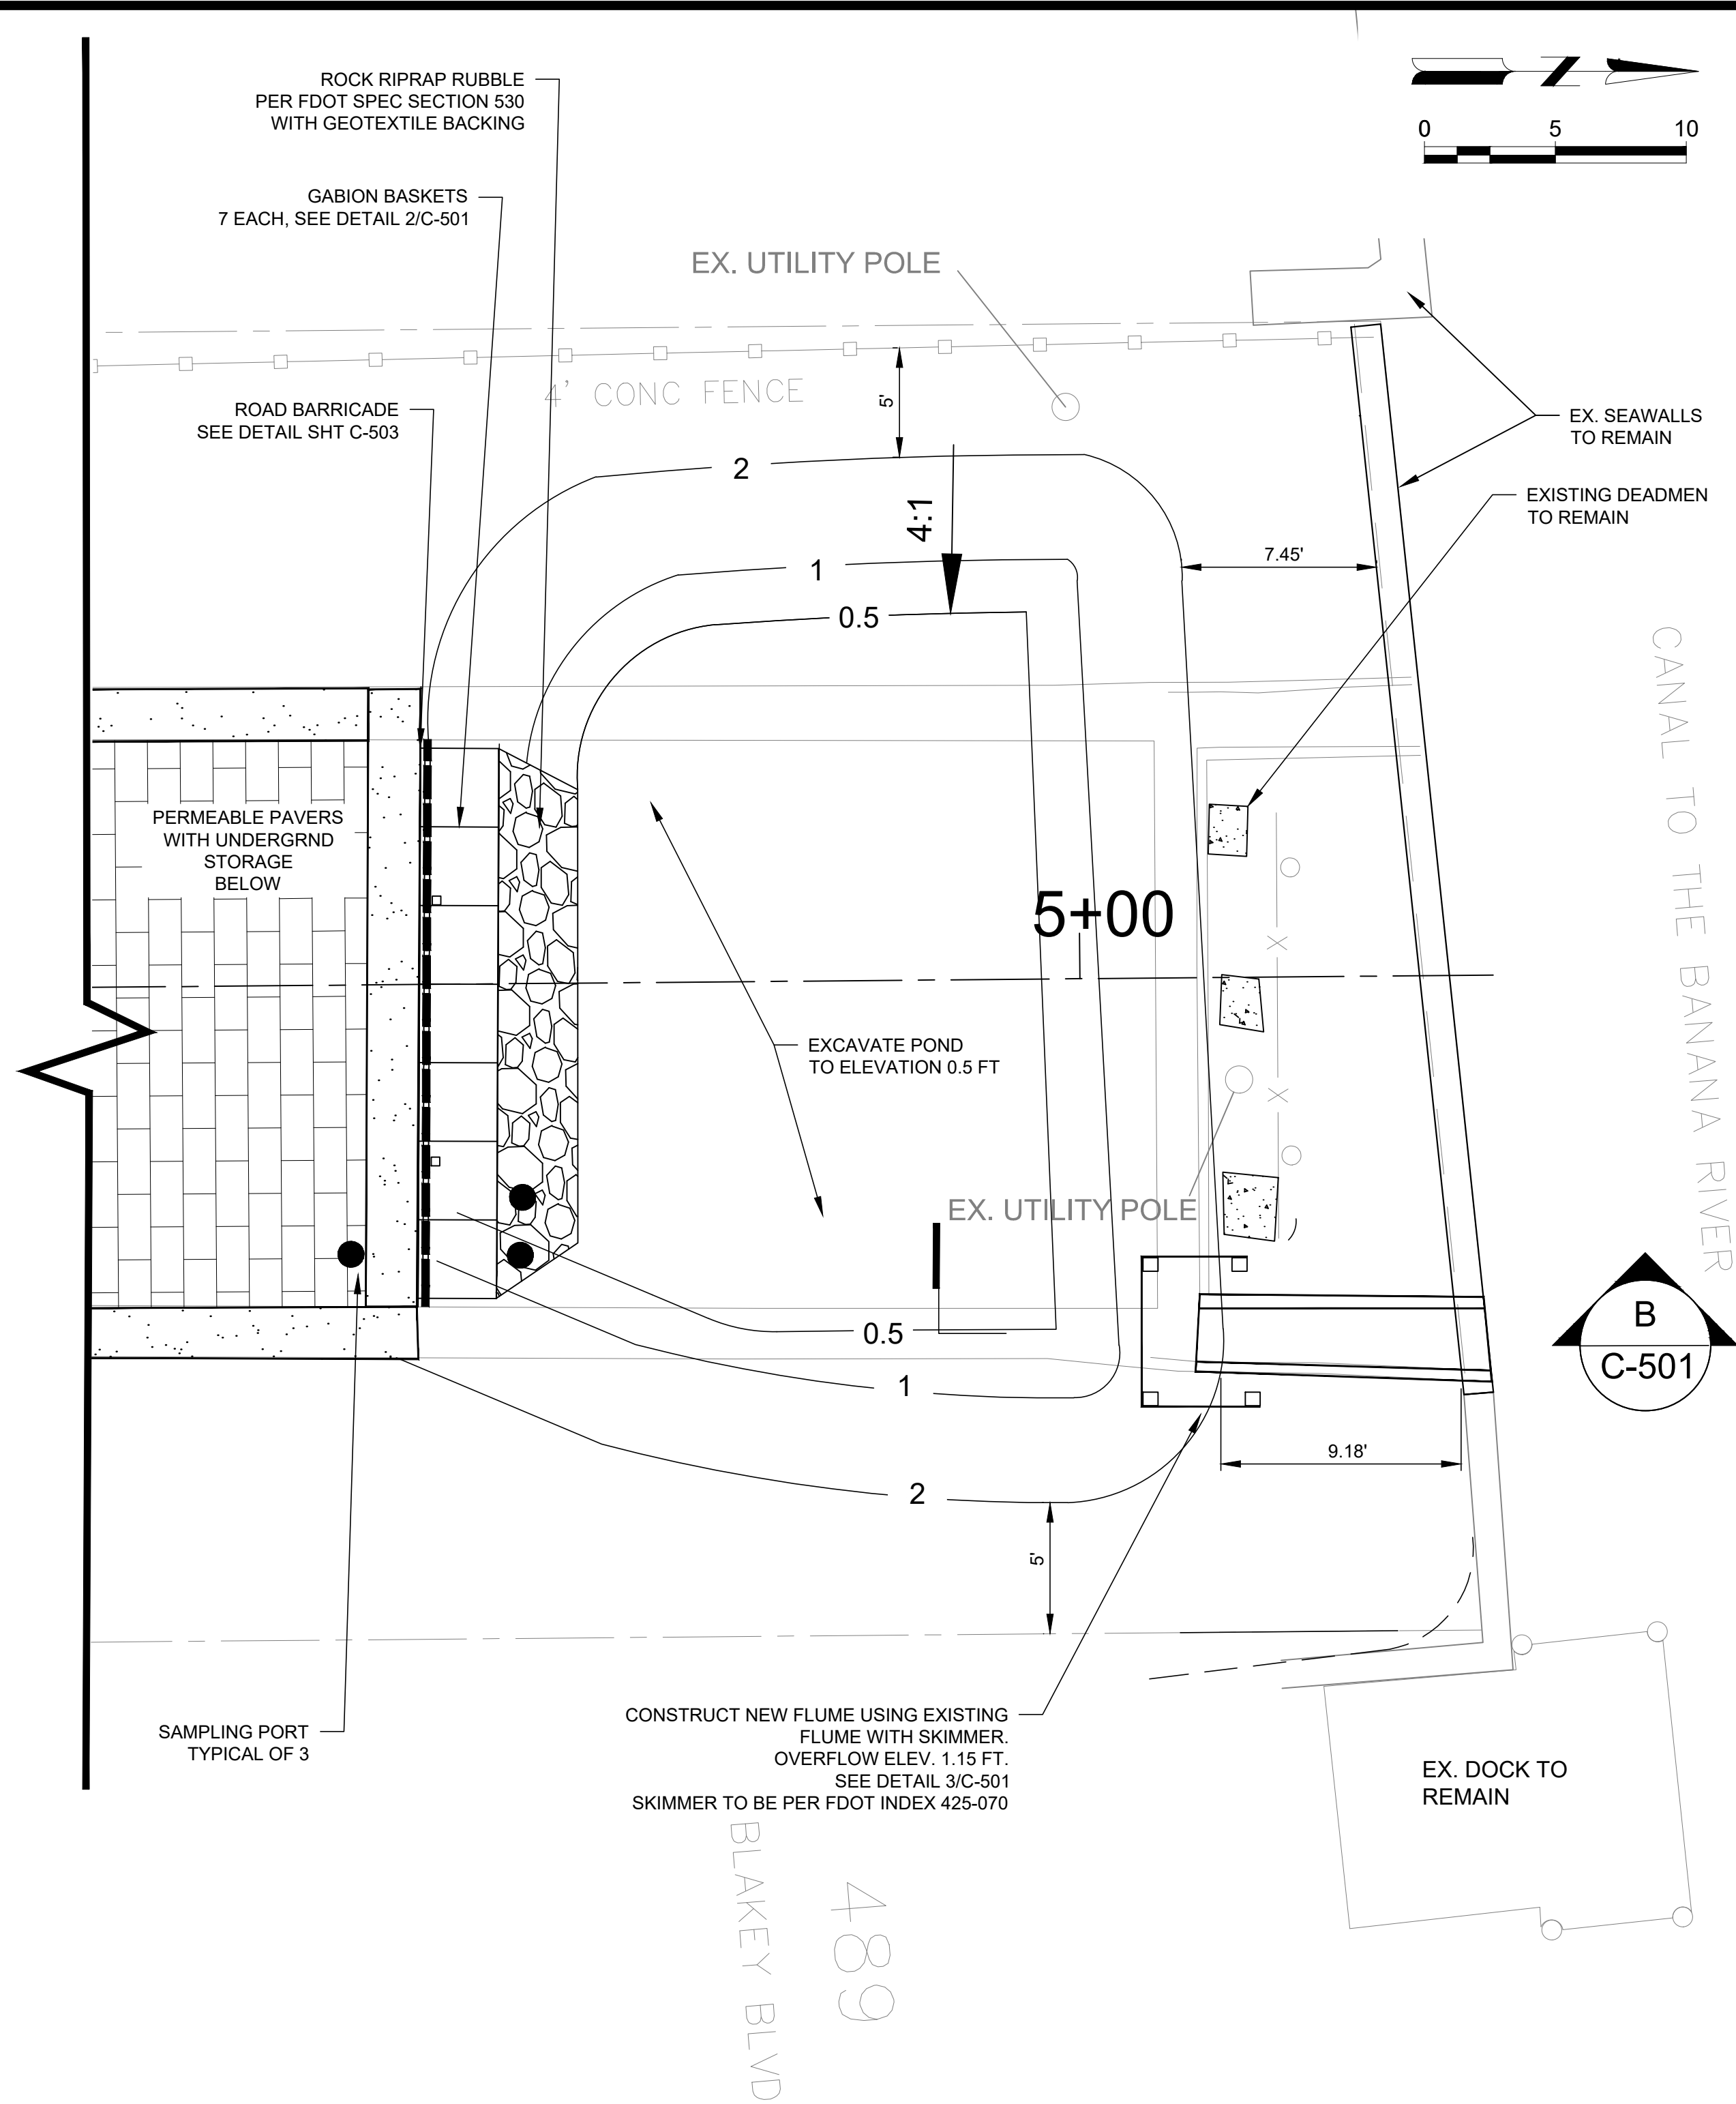 ROCK RIPRAP RUBBLE
PER FDOT SPEC SECTION 530
WITH GEOTEXTILE BACKING
0 5 10
GABION BASKETS
7 EACH, SEE DETAIL 2/C-501
EX. UTILITY POLE
4' CONC FENCE
5'
ROAD BARRICADE
SEE DETAIL SHT C-503
EX. SEAWALLS
TO REMAIN
2
4:1
EXISTING DEADMEN
TO REMAIN
7.45'
1
0.5
CANAL TO THE BANANA RIVER
PERMEABLE PAVERS
WITH UNDERGRND
STORAGE
BELOW
5+00
X
EXCAVATE POND
TO ELEVATION 0.5 FT
X
EX. UTILITY POLE
B
C-501
0.5
1
9.18'
2
5'
SAMPLING PORT
TYPICAL OF 3
CONSTRUCT NEW FLUME USING EXISTING
FLUME WITH SKIMMER.
OVERFLOW ELEV. 1.15 FT.
SEE DETAIL 3/C-501
SKIMMER TO BE PER FDOT INDEX 425-070
EX. DOCK TO
REMAIN
489
BLAKEY BLVD